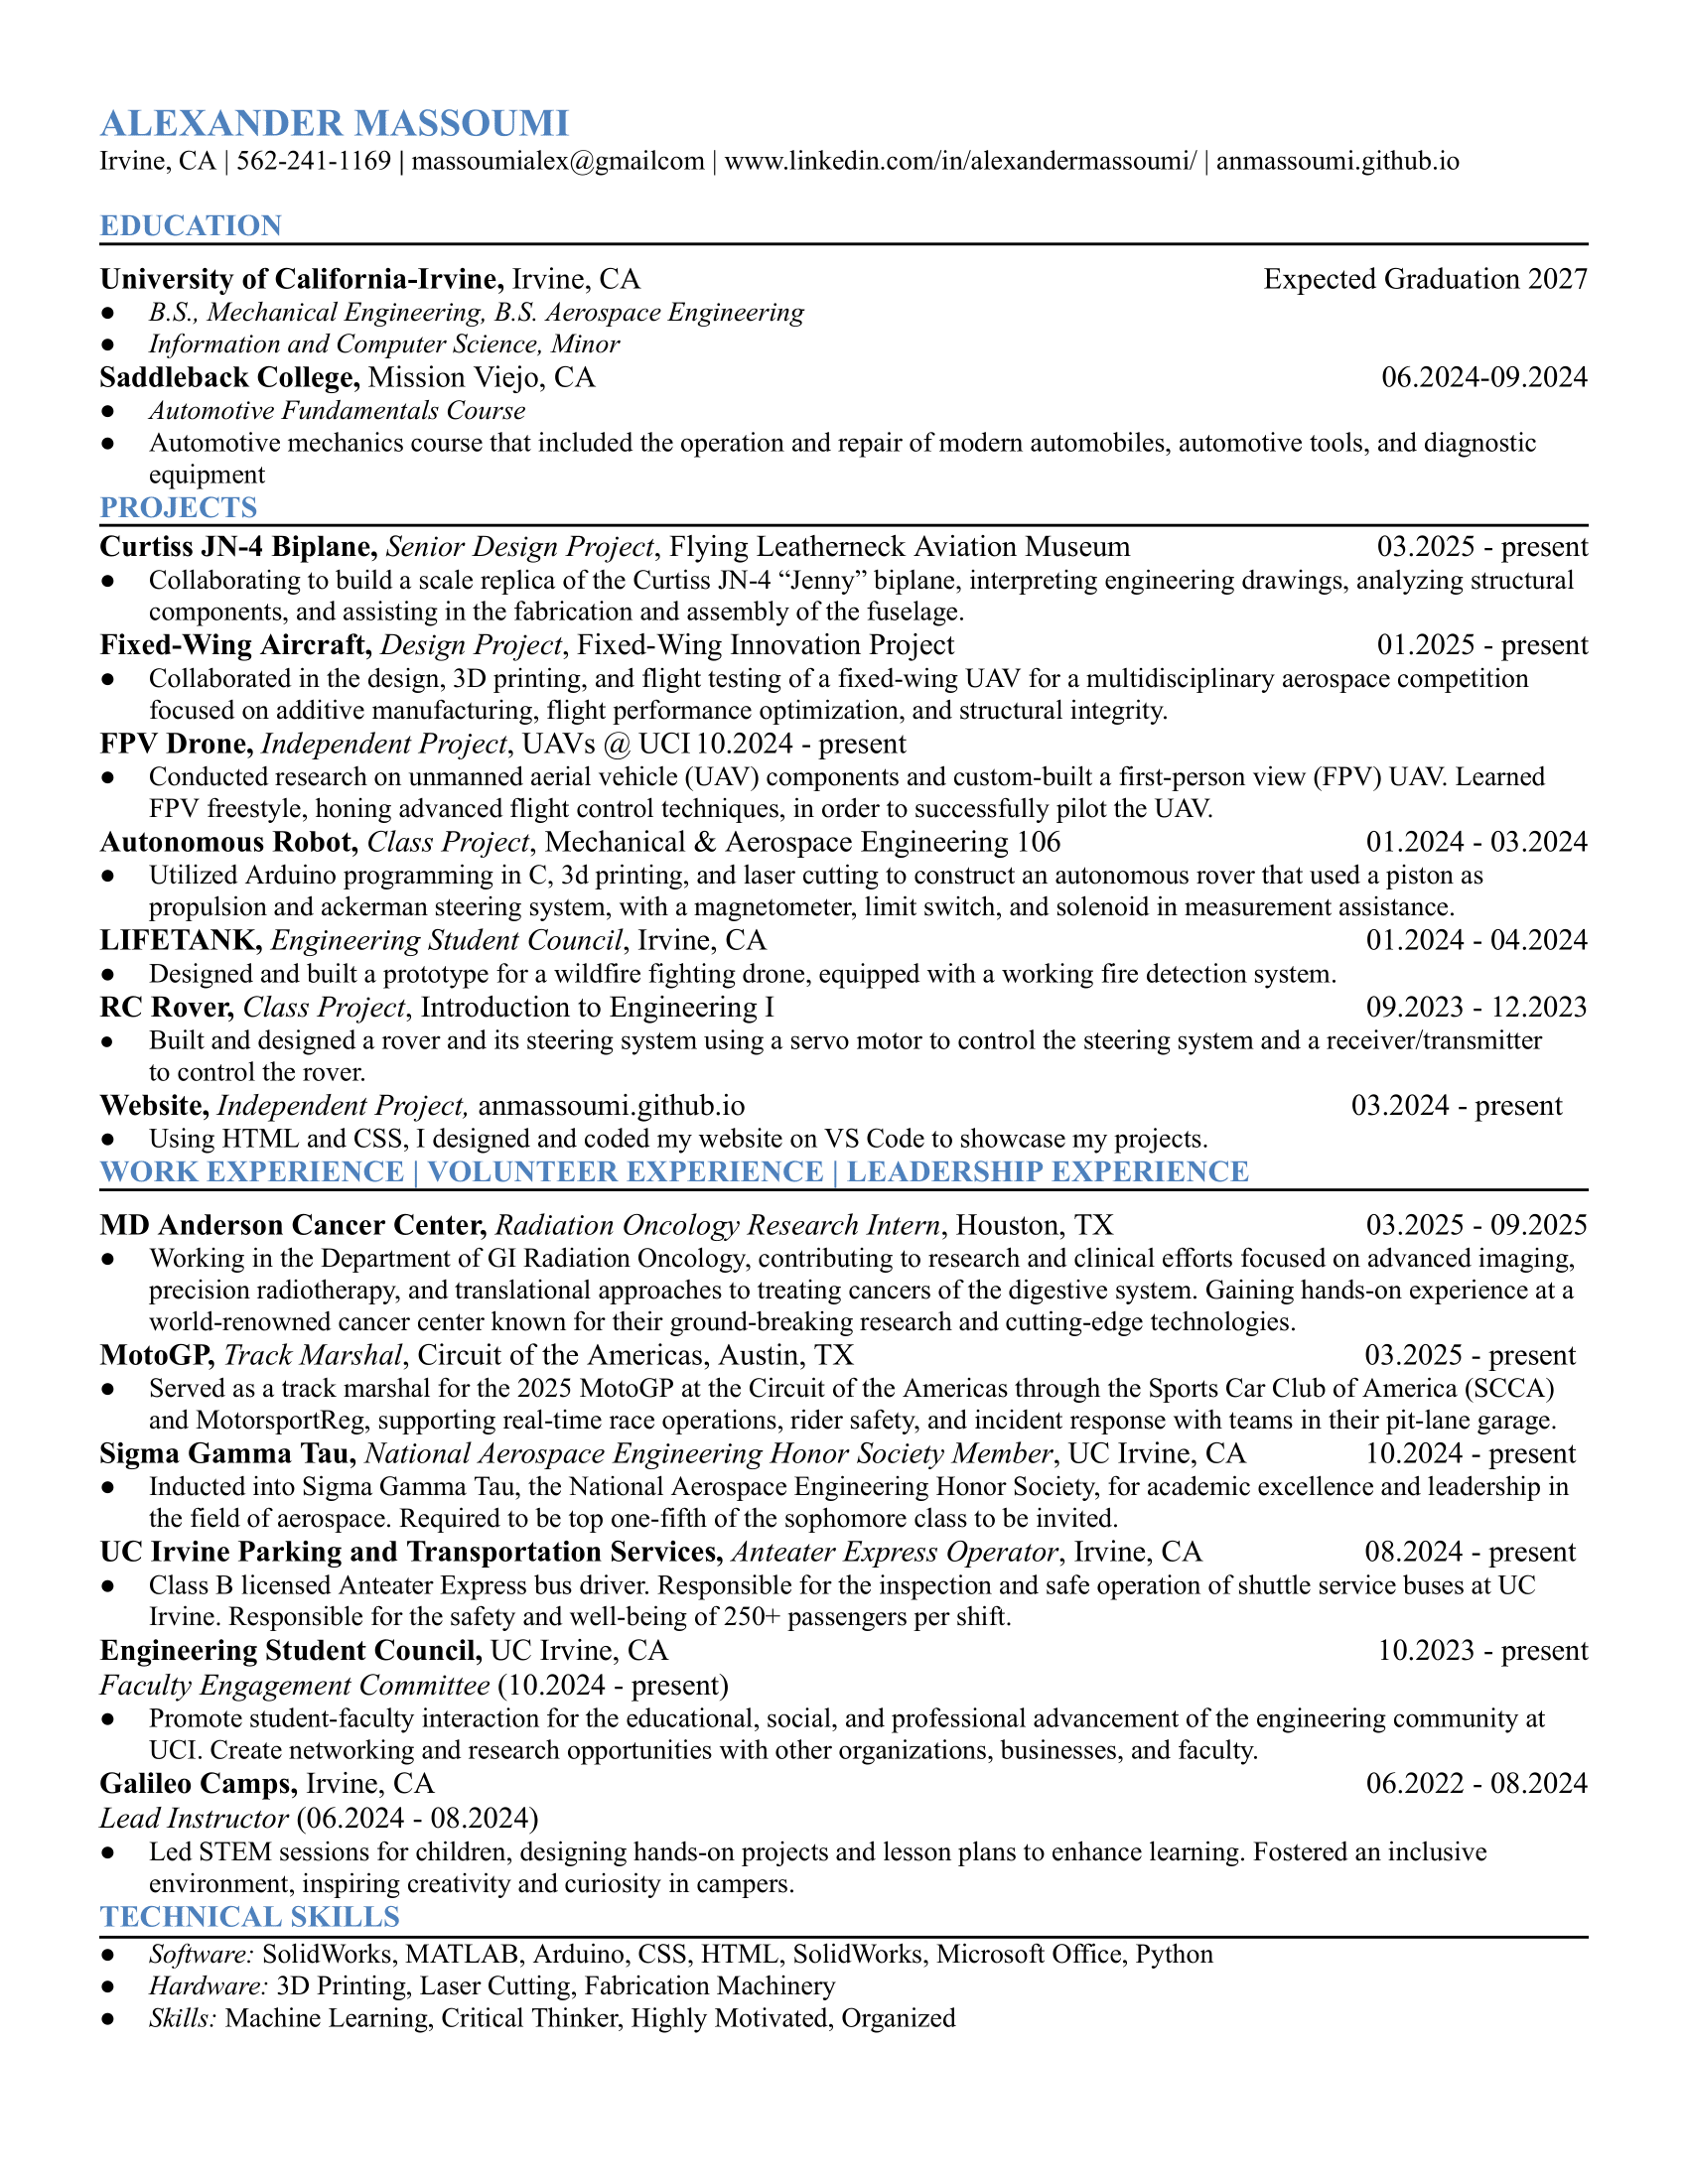 ALEXANDER MASSOUMI
Irvine, CA | 562-241-1169 | massoumialex@gmailcom | www.linkedin.com/in/alexandermassoumi/ | anmassoumi.github.io
EDUCATION
University of California-Irvine, Irvine, CA Expected Graduation 2027
● B.S., Mechanical Engineering, B.S. Aerospace Engineering
● Information and Computer Science, Minor
Saddleback College, Mission Viejo, CA 06.2024-09.2024
● Automotive Fundamentals Course
● Automotive mechanics course that included the operation and repair of modern automobiles, automotive tools, and diagnostic
equipment
PROJECTS
Curtiss JN-4 Biplane, Senior Design Project, Flying Leatherneck Aviation Museum 03.2025 - present
● Collaborating to build a scale replica of the Curtiss JN-4 “Jenny” biplane, interpreting engineering drawings, analyzing structural
components, and assisting in the fabrication and assembly of the fuselage.
Fixed-Wing Aircraft, Design Project, Fixed-Wing Innovation Project 01.2025 - present
● Collaborated in the design, 3D printing, and flight testing of a fixed-wing UAV for a multidisciplinary aerospace competition
focused on additive manufacturing, flight performance optimization, and structural integrity.
FPV Drone, Independent Project, UAVs @ UCI 10.2024 - present
● Conducted research on unmanned aerial vehicle (UAV) components and custom-built a first-person view (FPV) UAV. Learned
FPV freestyle, honing advanced flight control techniques, in order to successfully pilot the UAV.
Autonomous Robot, Class Project, Mechanical & Aerospace Engineering 106 01.2024 - 03.2024
● Utilized Arduino programming in C, 3d printing, and laser cutting to construct an autonomous rover that used a piston as
propulsion and ackerman steering system, with a magnetometer, limit switch, and solenoid in measurement assistance.
LIFETANK, Engineering Student Council, Irvine, CA 01.2024 - 04.2024
● Designed and built a prototype for a wildfire fighting drone, equipped with a working fire detection system.
RC Rover, Class Project, Introduction to Engineering I 09.2023 - 12.2023
● Built and designed a rover and its steering system using a servo motor to control the steering system and a receiver/transmitter
to control the rover.
Website, Independent Project, anmassoumi.github.io 03.2024 - present
● Using HTML and CSS, I designed and coded my website on VS Code to showcase my projects.
WORK EXPERIENCE | VOLUNTEER EXPERIENCE | LEADERSHIP EXPERIENCE
MD Anderson Cancer Center, Radiation Oncology Research Intern, Houston, TX 03.2025 - 09.2025
● Working in the Department of GI Radiation Oncology, contributing to research and clinical efforts focused on advanced imaging,
precision radiotherapy, and translational approaches to treating cancers of the digestive system. Gaining hands-on experience at a
world-renowned cancer center known for their ground-breaking research and cutting-edge technologies.
MotoGP, Track Marshal, Circuit of the Americas, Austin, TX 03.2025 - present
● Served as a track marshal for the 2025 MotoGP at the Circuit of the Americas through the Sports Car Club of America (SCCA)
and MotorsportReg, supporting real-time race operations, rider safety, and incident response with teams in their pit-lane garage.
Sigma Gamma Tau, National Aerospace Engineering Honor Society Member, UC Irvine, CA 10.2024 - present
● Inducted into Sigma Gamma Tau, the National Aerospace Engineering Honor Society, for academic excellence and leadership in
the field of aerospace. Required to be top one-fifth of the sophomore class to be invited.
UC Irvine Parking and Transportation Services, Anteater Express Operator, Irvine, CA 08.2024 - present
● Class B licensed Anteater Express bus driver. Responsible for the inspection and safe operation of shuttle service buses at UC
Irvine. Responsible for the safety and well-being of 250+ passengers per shift.
Engineering Student Council, UC Irvine, CA 10.2023 - present
Faculty Engagement Committee (10.2024 - present)
● Promote student-faculty interaction for the educational, social, and professional advancement of the engineering community at
UCI. Create networking and research opportunities with other organizations, businesses, and faculty.
Galileo Camps, Irvine, CA 06.2022 - 08.2024
Lead Instructor (06.2024 - 08.2024)
● Led STEM sessions for children, designing hands-on projects and lesson plans to enhance learning. Fostered an inclusive
environment, inspiring creativity and curiosity in campers.
TECHNICAL SKILLS
● Software: SolidWorks, MATLAB, Arduino, CSS, HTML, SolidWorks, Microsoft Office, Python
● Hardware: 3D Printing, Laser Cutting, Fabrication Machinery
● Skills: Machine Learning, Critical Thinker, Highly Motivated, Organized